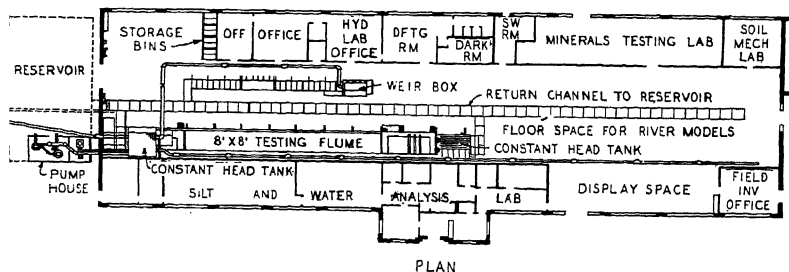 STORAGE BINS
OFF
OFFICE
HYD LAB OFFICE
DFTG RM
DARK RM
SW RM
MINERALS TESTING LAB
SOIL MECH LAB
RESERVOIR
WEIR BOX
RETURN CHANNEL TO RESERVOIR
FLOOR SPACE FOR RIVER MODELS
8' X 8' TESTING FLUME
CONSTANT HEAD TANK
PUMP HOUSE
CONSTANT HEAD TANK
SILT AND WATER ANALYSIS LAB
DISPLAY SPACE
FIELD INV OFFICE
PLAN